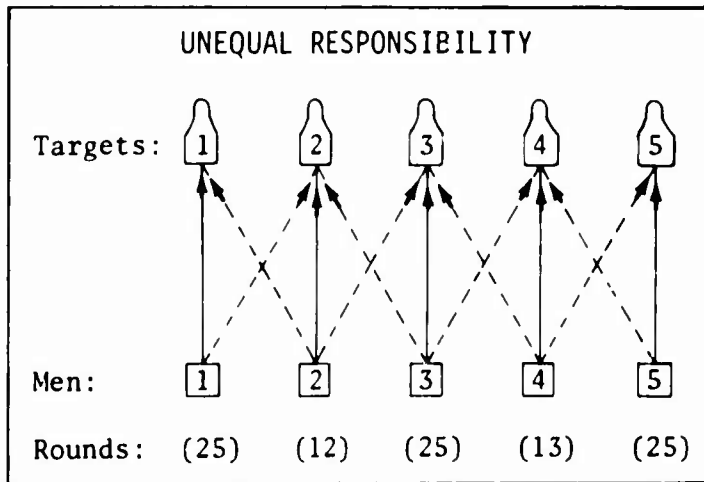 UNEQUAL RESPONSIBILITY
Targets: 1 2 3 4 5
Men: 1 2 3 4 5
Rounds: (25) (12) (25) (13) (25)